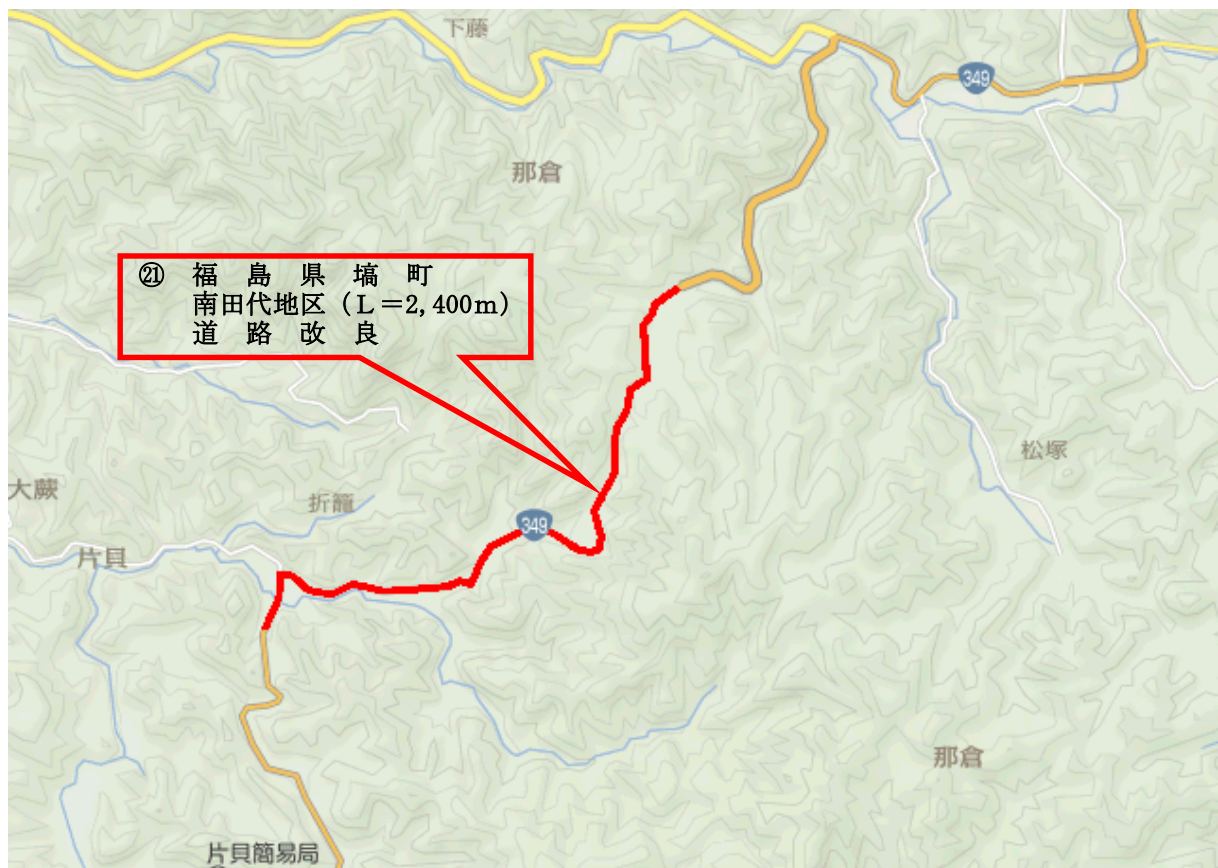 下藤
349
那倉
㉑ 福島県塙町
南田代地区(L=2,400m)
道路改良
松塚
大蕨
折籠
349
片貝
那倉
片貝簡易局